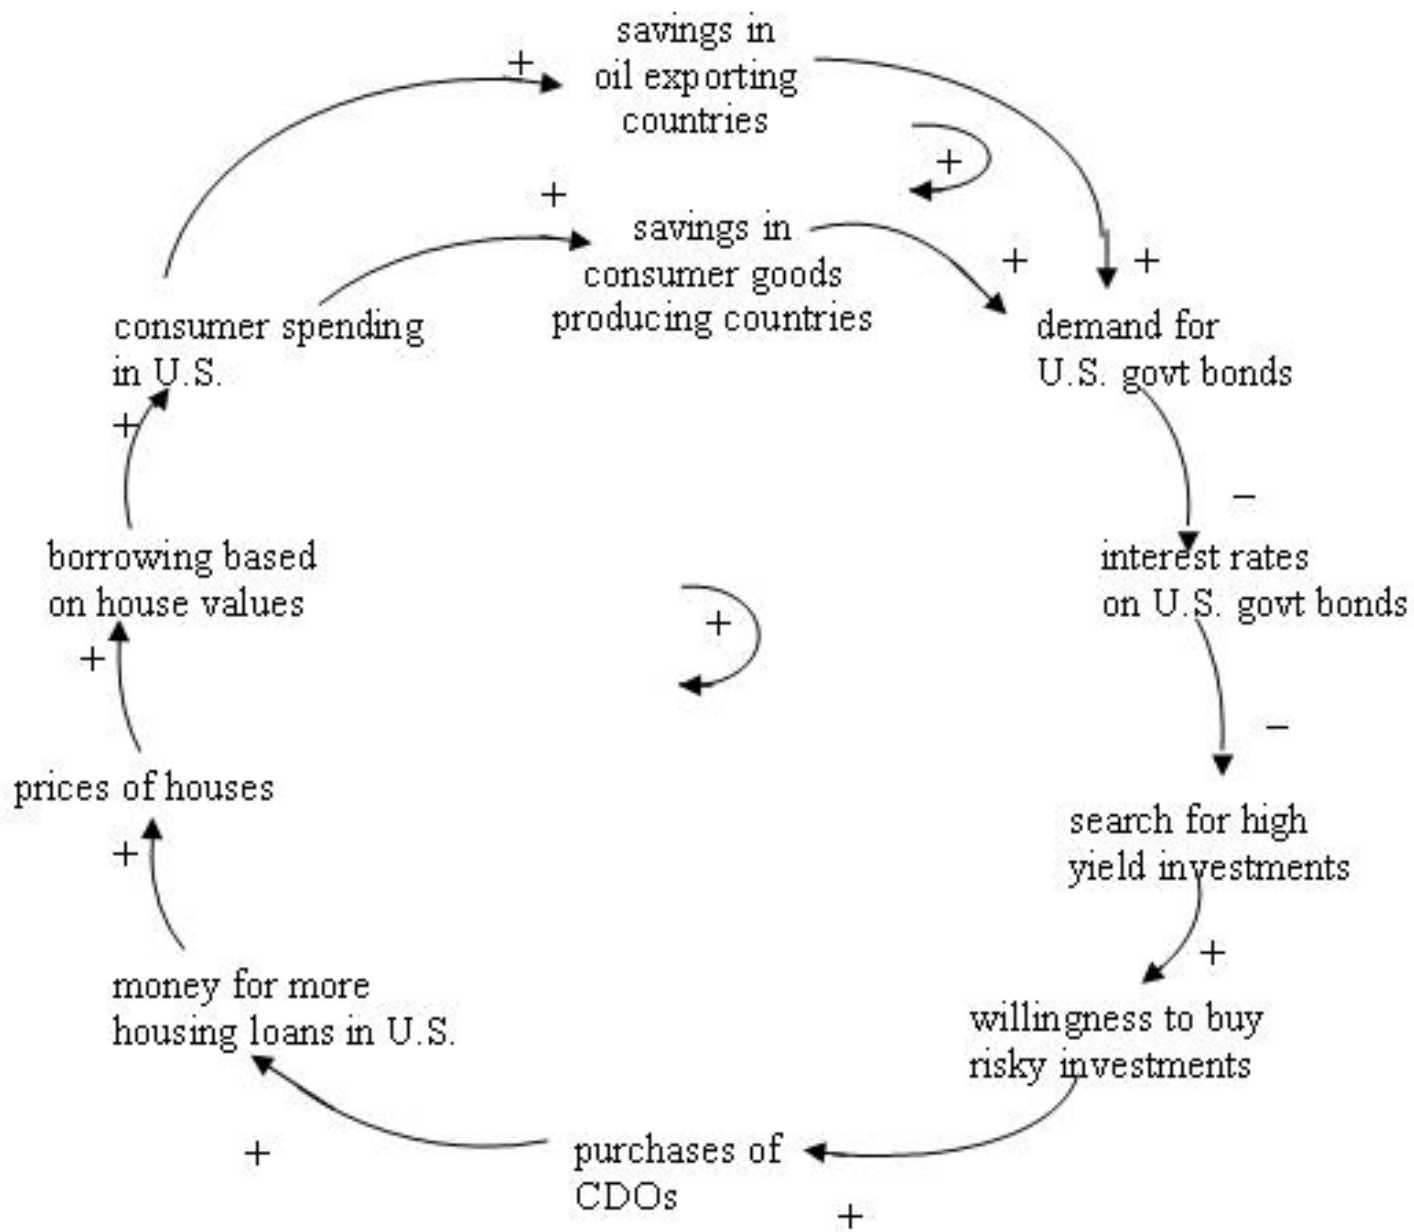 savings in
oil exporting
countries
+
+
+
savings in
consumer goods
producing countries
+
+
consumer spending
in U.S.
demand for
U.S. govt bonds
+
−
borrowing based
on house values
interest rates
on U.S. govt bonds
+
+
−
prices of houses
search for high
yield investments
+
+
money for more
housing loans in U.S.
willingness to buy
risky investments
+
purchases of
CDOs
+